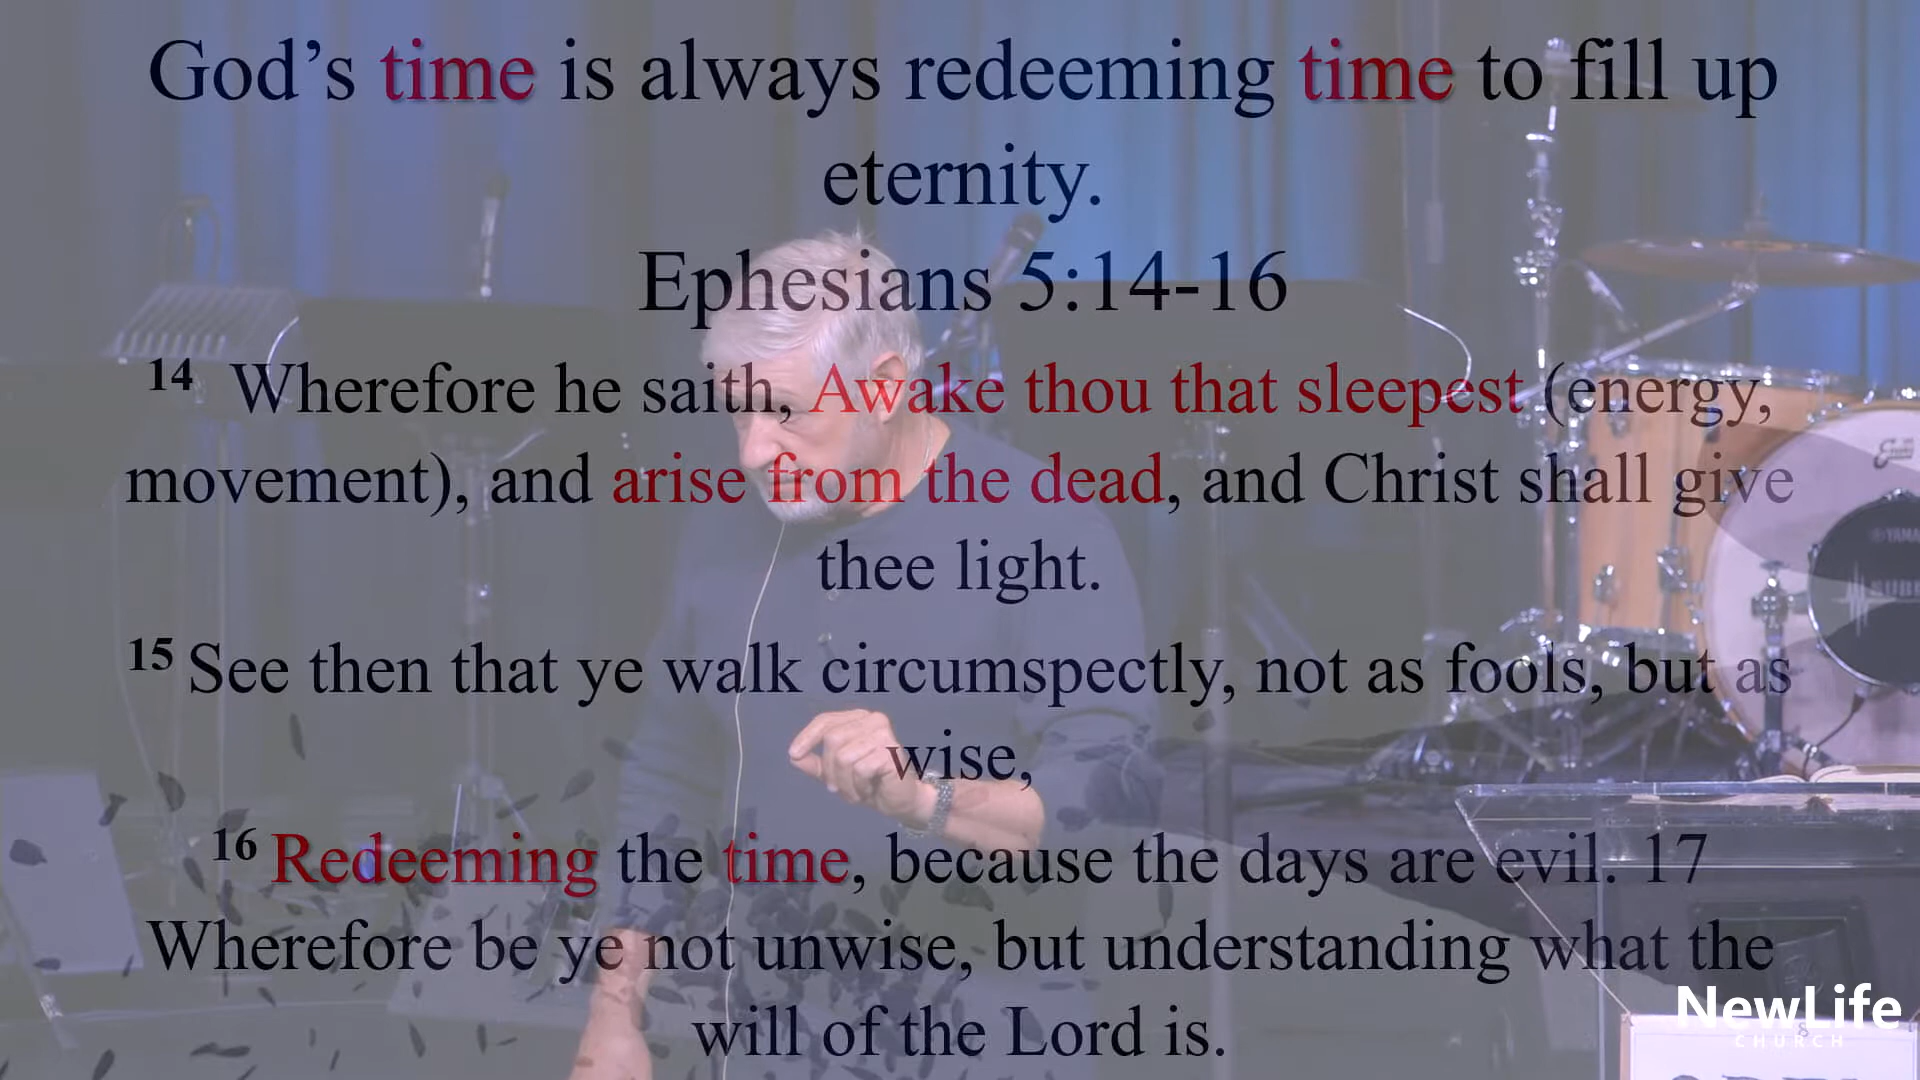 God’s time is always redeeming time to fill up
eternity.
Ephesians 5:14-16
14 Wherefore he saith, Awake thou that sleepest (energy,
movement), and arise from the dead, and Christ shall give
thee light.
15 See then that ye walk circumspectly, not as fools, but as
wise,
16 Redeeming the time, because the days are evil. 17
Wherefore be ye not unwise, but understanding what the
will of the Lord is.
NewLife
CHURCH